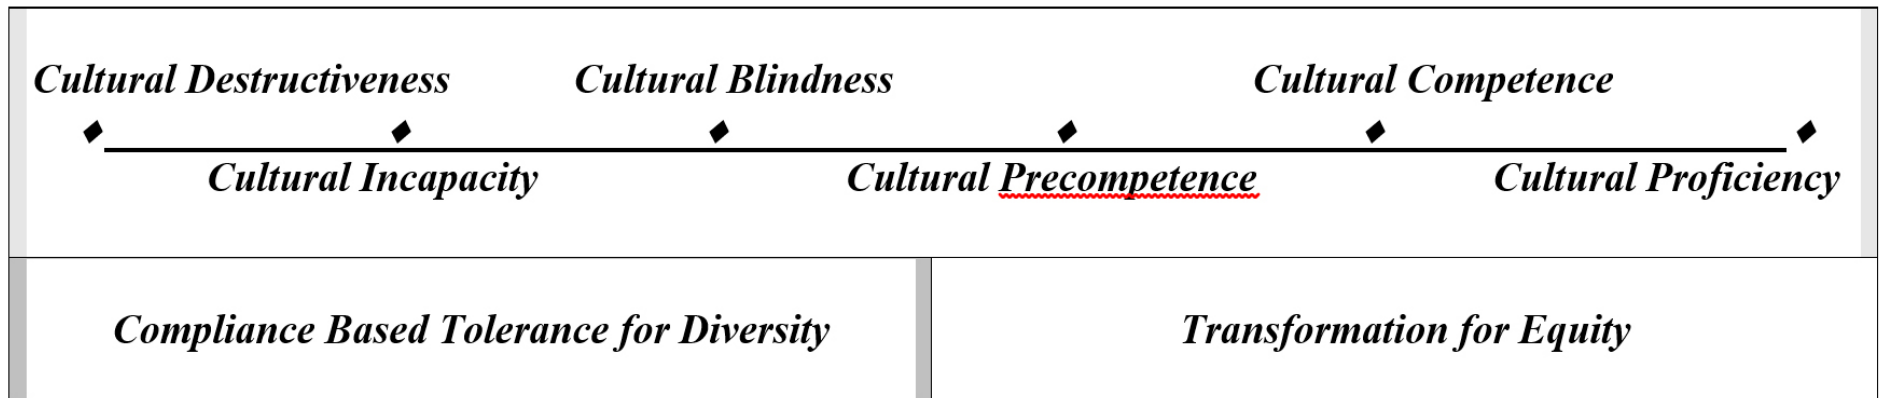 Cultural Destructiveness Cultural Blindness Cultural Competence
Cultural Incapacity Cultural Precompetence Cultural Proficiency
Compliance Based Tolerance for Diversity
Transformation for Equity